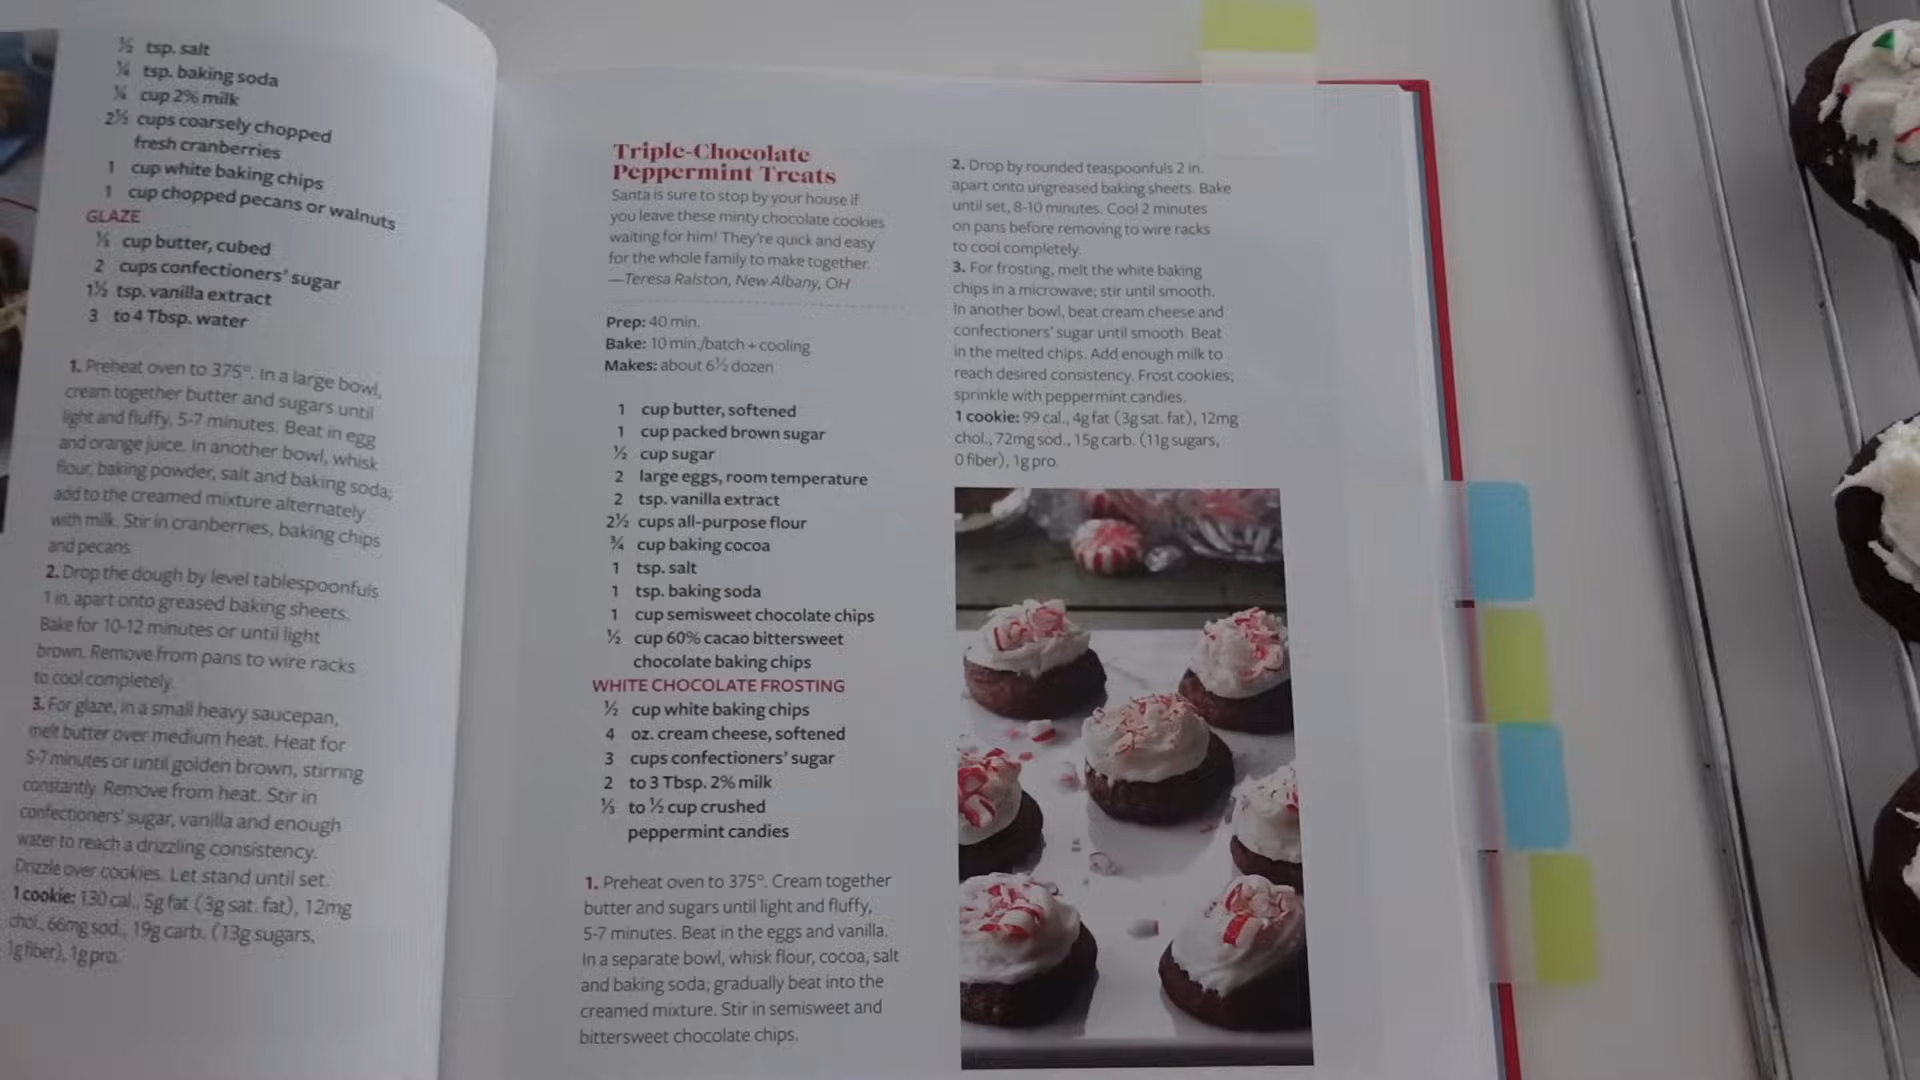 ½ tsp. salt
¼ tsp. baking soda
¼ cup 2% milk
2½ cups coarsely chopped
fresh cranberries
1 cup white baking chips
1 cup chopped pecans or walnuts
GLAZE
⅓ cup butter, cubed
2 cups confectioners' sugar
1½ tsp. vanilla extract
3 to 4 Tbsp. water
1. Preheat oven to 375°. In a large bowl,
cream together butter and sugars until
light and fluffy, 5-7 minutes. Beat in egg
and orange juice. In another bowl, whisk
flour, baking powder, salt and baking soda;
add to the creamed mixture alternately
with milk. Stir in cranberries, baking chips
and pecans.
2. Drop the dough by level tablespoonfuls
1 in. apart onto greased baking sheets.
Bake for 10-12 minutes or until light
brown. Remove from pans to wire racks
to cool completely.
3. For glaze, in a small heavy saucepan,
melt butter over medium heat. Heat for
5-7 minutes or until golden brown, stirring
constantly. Remove from heat. Stir in
confectioners' sugar, vanilla and enough
water to reach a drizzling consistency.
Drizzle over cookies. Let stand until set.
1 cookie: 130 cal., 5g fat (3g sat. fat), 12mg
chol., 66mg sod., 19g carb. (13g sugars,
1g fiber), 1g pro.
Triple-Chocolate
Peppermint Treats
Santa is sure to stop by your house if
you leave these minty chocolate cookies
waiting for him! They're quick and easy
for the whole family to make together.
—Teresa Ralston, New Albany, OH
Prep: 40 min.
Bake: 10 min./batch + cooling
Makes: about 6½ dozen
1 cup butter, softened
1 cup packed brown sugar
½ cup sugar
2 large eggs, room temperature
2 tsp. vanilla extract
2½ cups all-purpose flour
¾ cup baking cocoa
1 tsp. salt
1 tsp. baking soda
1 cup semisweet chocolate chips
½ cup 60% cacao bittersweet
chocolate baking chips
WHITE CHOCOLATE FROSTING
½ cup white baking chips
4 oz. cream cheese, softened
3 cups confectioners' sugar
2 to 3 Tbsp. 2% milk
⅓ to ½ cup crushed
peppermint candies
1. Preheat oven to 375°. Cream together
butter and sugars until light and fluffy,
5-7 minutes. Beat in the eggs and vanilla.
In a separate bowl, whisk flour, cocoa, salt
and baking soda; gradually beat into the
creamed mixture. Stir in semisweet and
bittersweet chocolate chips.
2. Drop by rounded teaspoonfuls 2 in.
apart onto ungreased baking sheets. Bake
until set, 8-10 minutes. Cool 2 minutes
on pans before removing to wire racks
to cool completely.
3. For frosting, melt the white baking
chips in a microwave; stir until smooth.
In another bowl, beat cream cheese and
confectioners' sugar until smooth. Beat
in the melted chips. Add enough milk to
reach desired consistency. Frost cookies;
sprinkle with peppermint candies.
1 cookie: 99 cal., 4g fat (3g sat. fat), 12mg
chol., 72mg sod., 15g carb. (11g sugars,
0 fiber), 1g pro.